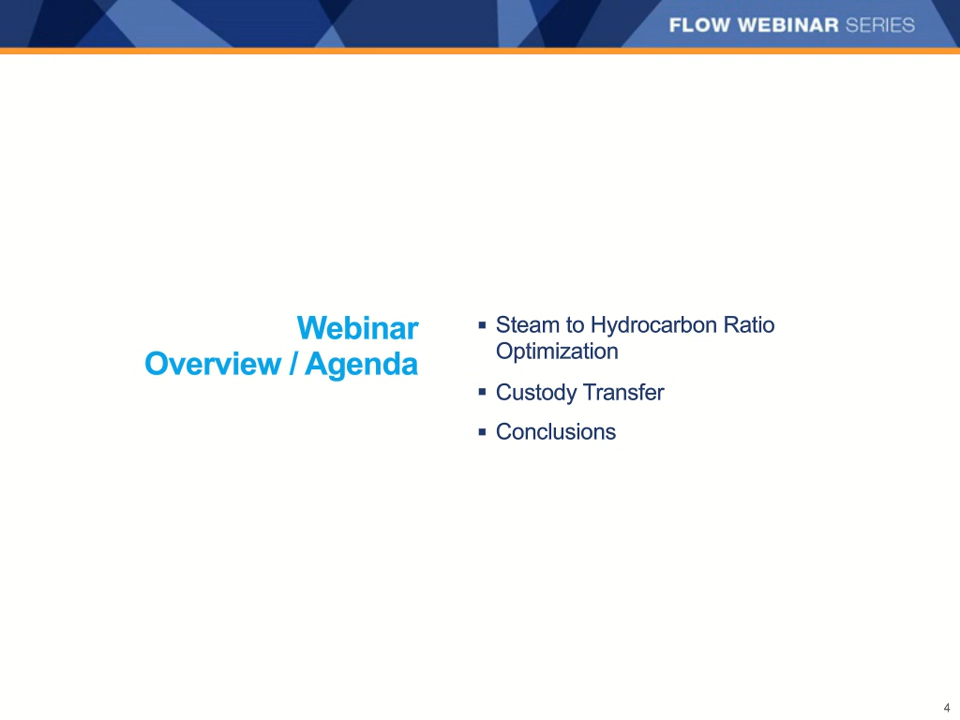 FLOW WEBINAR SERIES
Webinar
Overview / Agenda
▪ Steam to Hydrocarbon Ratio
Optimization
▪ Custody Transfer
▪ Conclusions
4